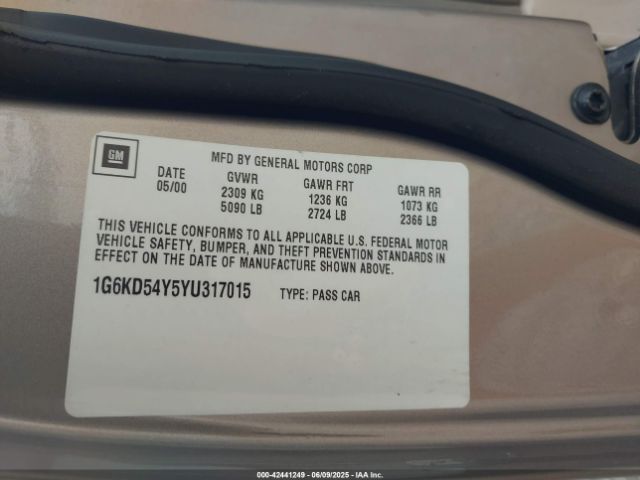 GM
MFD BY GENERAL MOTORS CORP
DATE GVWR GAWR FRT GAWR RR
05/00 2309 KG 1236 KG 1073 KG
5090 LB 2724 LB 2366 LB
THIS VEHICLE CONFORMS TO ALL APPLICABLE U.S. FEDERAL MOTOR
VEHICLE SAFETY, BUMPER, AND THEFT PREVENTION STANDARDS IN
EFFECT ON THE DATE OF MANUFACTURE SHOWN ABOVE.
1G6KD54Y5YU317015 TYPE: PASS CAR
000-42441249 - 06/09/2025 - IAA Inc.